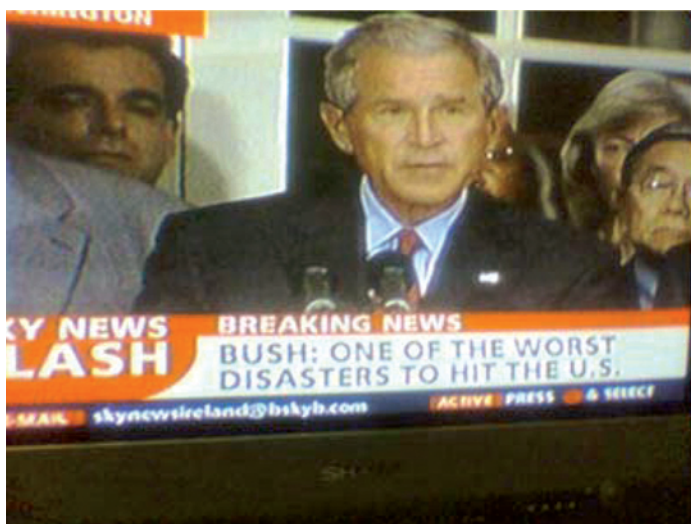 BREAKING NEWS
KY NEWS
LASH
BUSH: ONE OF THE WORST
DISASTERS TO HIT THE U.S.
skynewsireland@bskyb.com
ACTIVE PRESS & SELECT